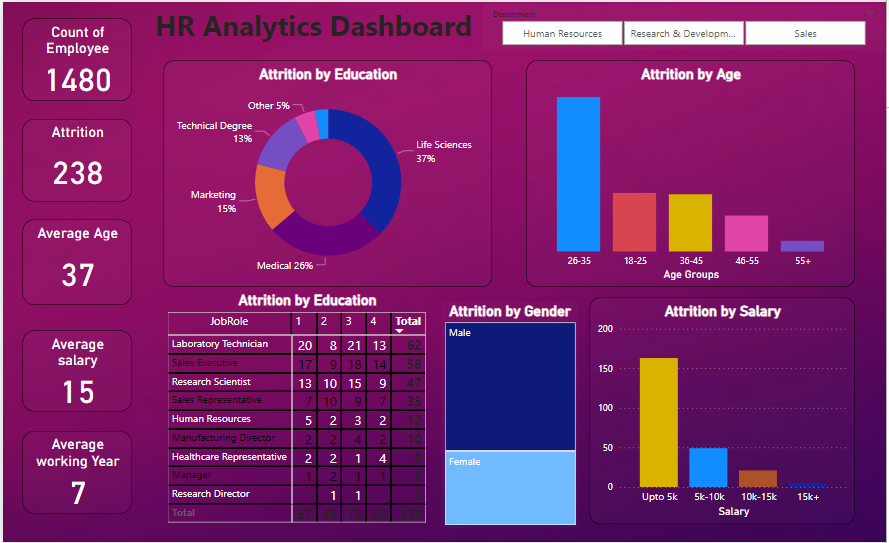 HR Analytics Dashboard
Department
Human Resources
Research & Developm...
Sales
Count of
Employee
1480
Attrition
238
Average Age
37
Average
salary
15
Average
working Year
7
Attrition by Education
Other 5%
Technical Degree
13%
Life Sciences
37%
Marketing
15%
Medical 26%
Attrition by Age
26-35 18-25 36-45 46-55 55+
Age Groups
Attrition by Education
JobRole 1 2 3 4 Total
Laboratory Technician 20 8 21 13 62
Sales Executive 17 9 18 14 58
Research Scientist 13 10 15 9 47
Sales Representative 7 10 9 7 33
Human Resources 5 2 3 2 12
Manufacturing Director 2 2 4 2 10
Healthcare Representative 2 2 1 4 9
Manager 1 2 1 1 5
Research Director 1 1 2
Total 67 46 73 52 238
Attrition by Gender
Male
Female
Attrition by Salary
200
150
100
50
0
Upto 5k 5k-10k 10k-15k 15k+
Salary